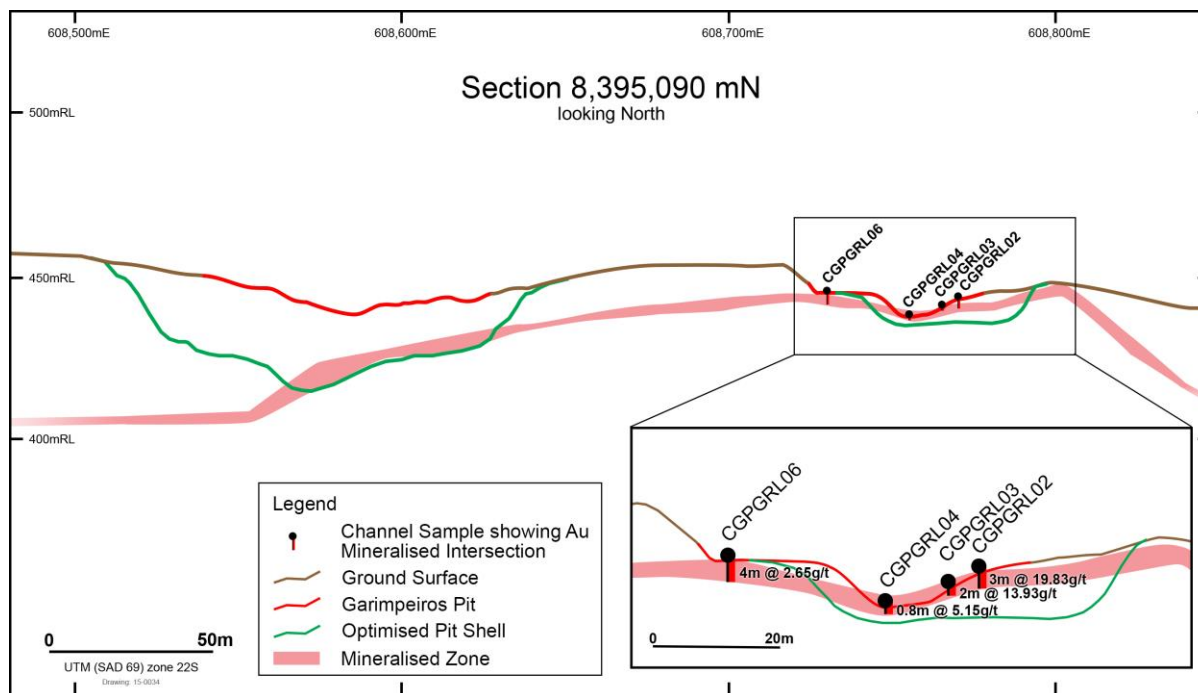 608,500mE
608,600mE
608,700mE
608,800mE
Section 8,395,090 mN
looking North
500mRL
450mRL
400mRL
CGPGRL06
CGPGRL04
CGPGRL03
CGPGRL02
Legend
Channel Sample showing Au
Mineralised Intersection
Ground Surface
Garimpeiros Pit
Optimised Pit Shell
Mineralised Zone
0
50m
UTM (SAD 69) zone 22S
Drawing: 15-0034
CGPGRL06
CGPGRL04
CGPGRL03
CGPGRL02
4m @ 2.65g/t
3m @ 19.83g/t
2m @ 13.93g/t
0.8m @ 5.15g/t
0
20m